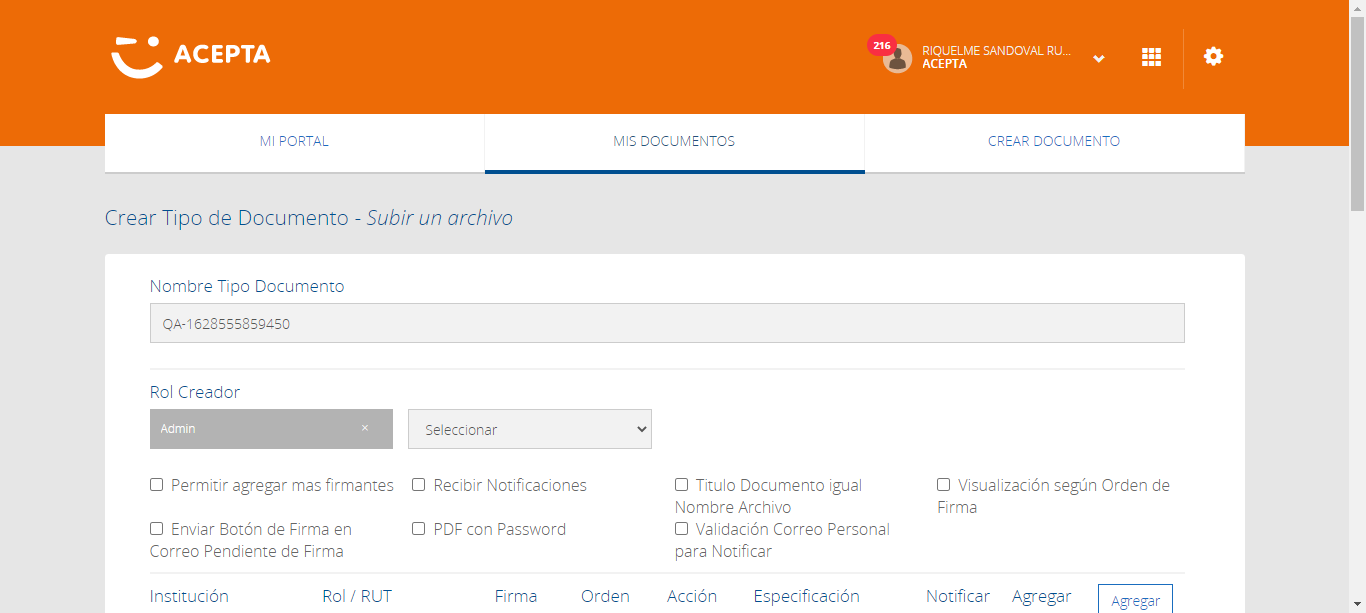 ACEPTA
216
RIQUELME SANDOVAL RU...
ACEPTA
MI PORTAL
MIS DOCUMENTOS
CREAR DOCUMENTO
Crear Tipo de Documento - Subir un archivo
Nombre Tipo Documento
QA-1628555859450
Rol Creador
Admin ×
Seleccionar
Permitir agregar mas firmantes
Recibir Notificaciones
Titulo Documento igual
Nombre Archivo
Visualización según Orden de
Firma
Enviar Botón de Firma en
Correo Pendiente de Firma
PDF con Password
Validación Correo Personal
para Notificar
Institución Rol / RUT Firma Orden Acción Especificación Notificar Agregar Agregar